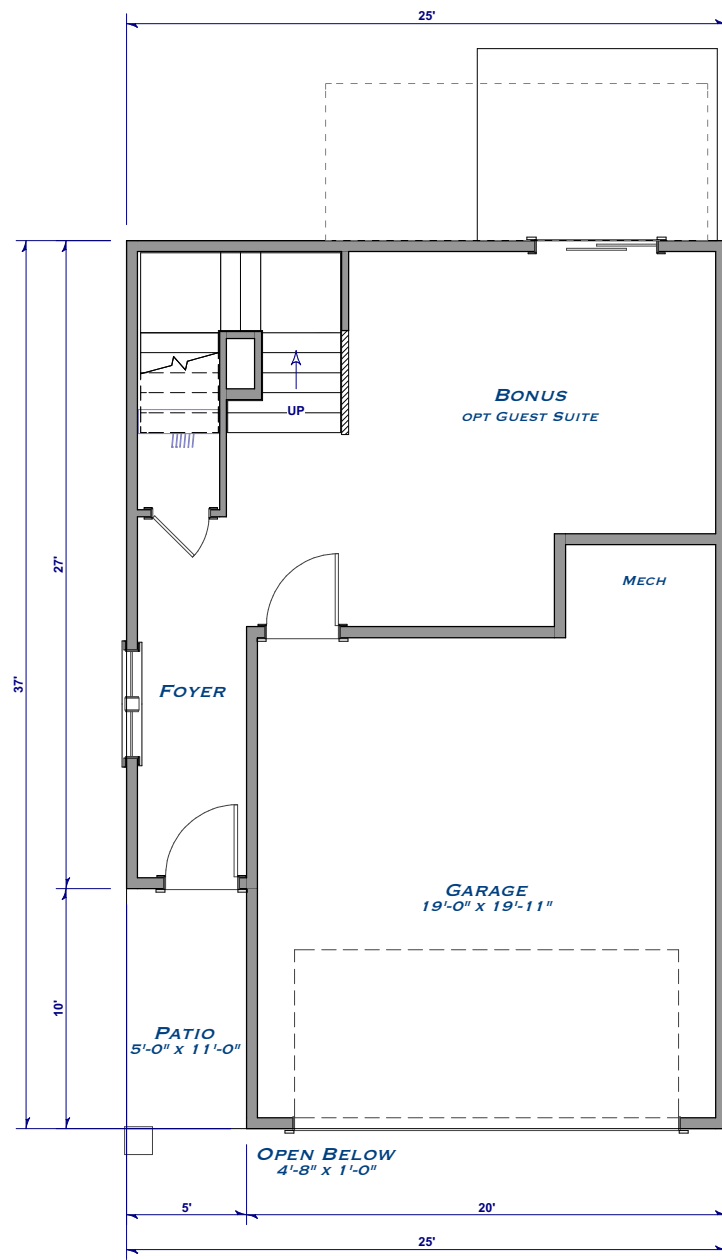 25'
BONUS
OPT GUEST SUITE
UP
27'
MECH
37'
FOYER
GARAGE
19'-0" X 19'-11"
10'
PATIO
5'-0" X 11'-0"
OPEN BELOW
4'-8" X 1'-0"
5'
20'
25'